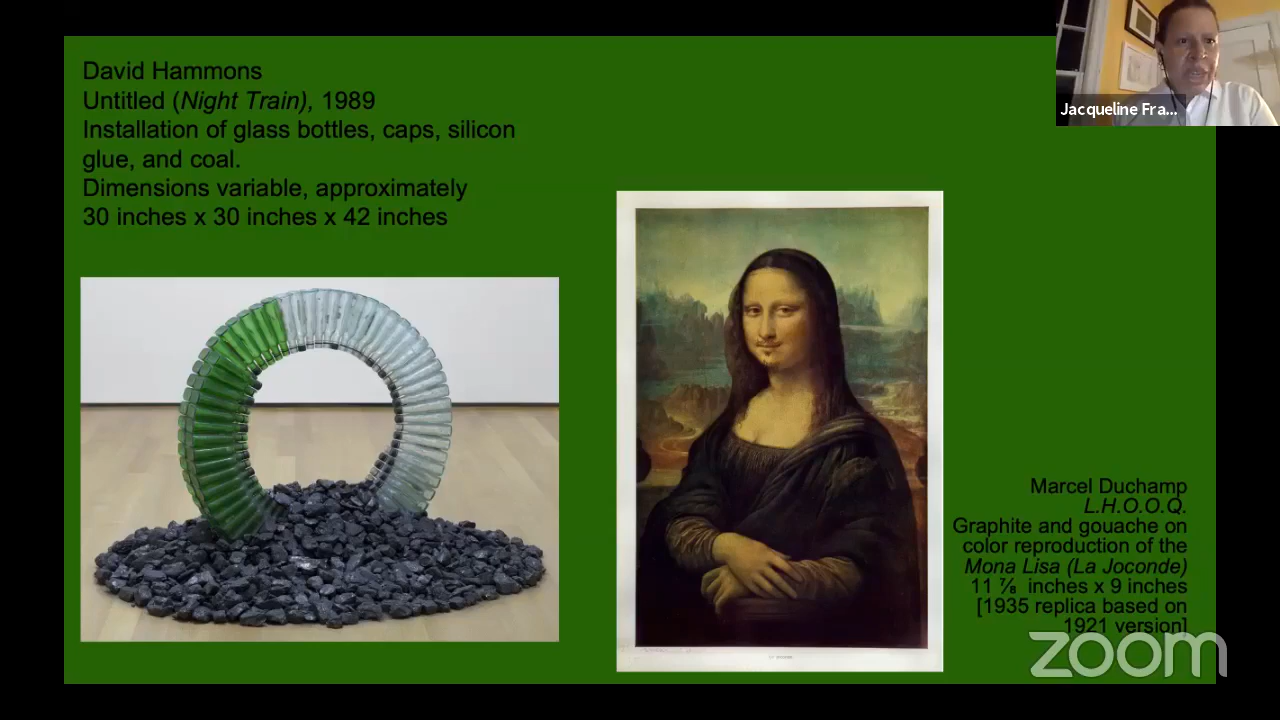 David Hammons
Untitled (Night Train), 1989
Installation of glass bottles, caps, silicon
glue, and coal.
Dimensions variable, approximately
30 inches x 30 inches x 42 inches
Jacqueline Fra...
Marcel Duchamp
L.H.O.O.Q.
Graphite and gouache on
color reproduction of the
Mona Lisa (La Joconde)
11 ⅞ inches x 9 inches
[1935 replica based on
1921 version]
zoom